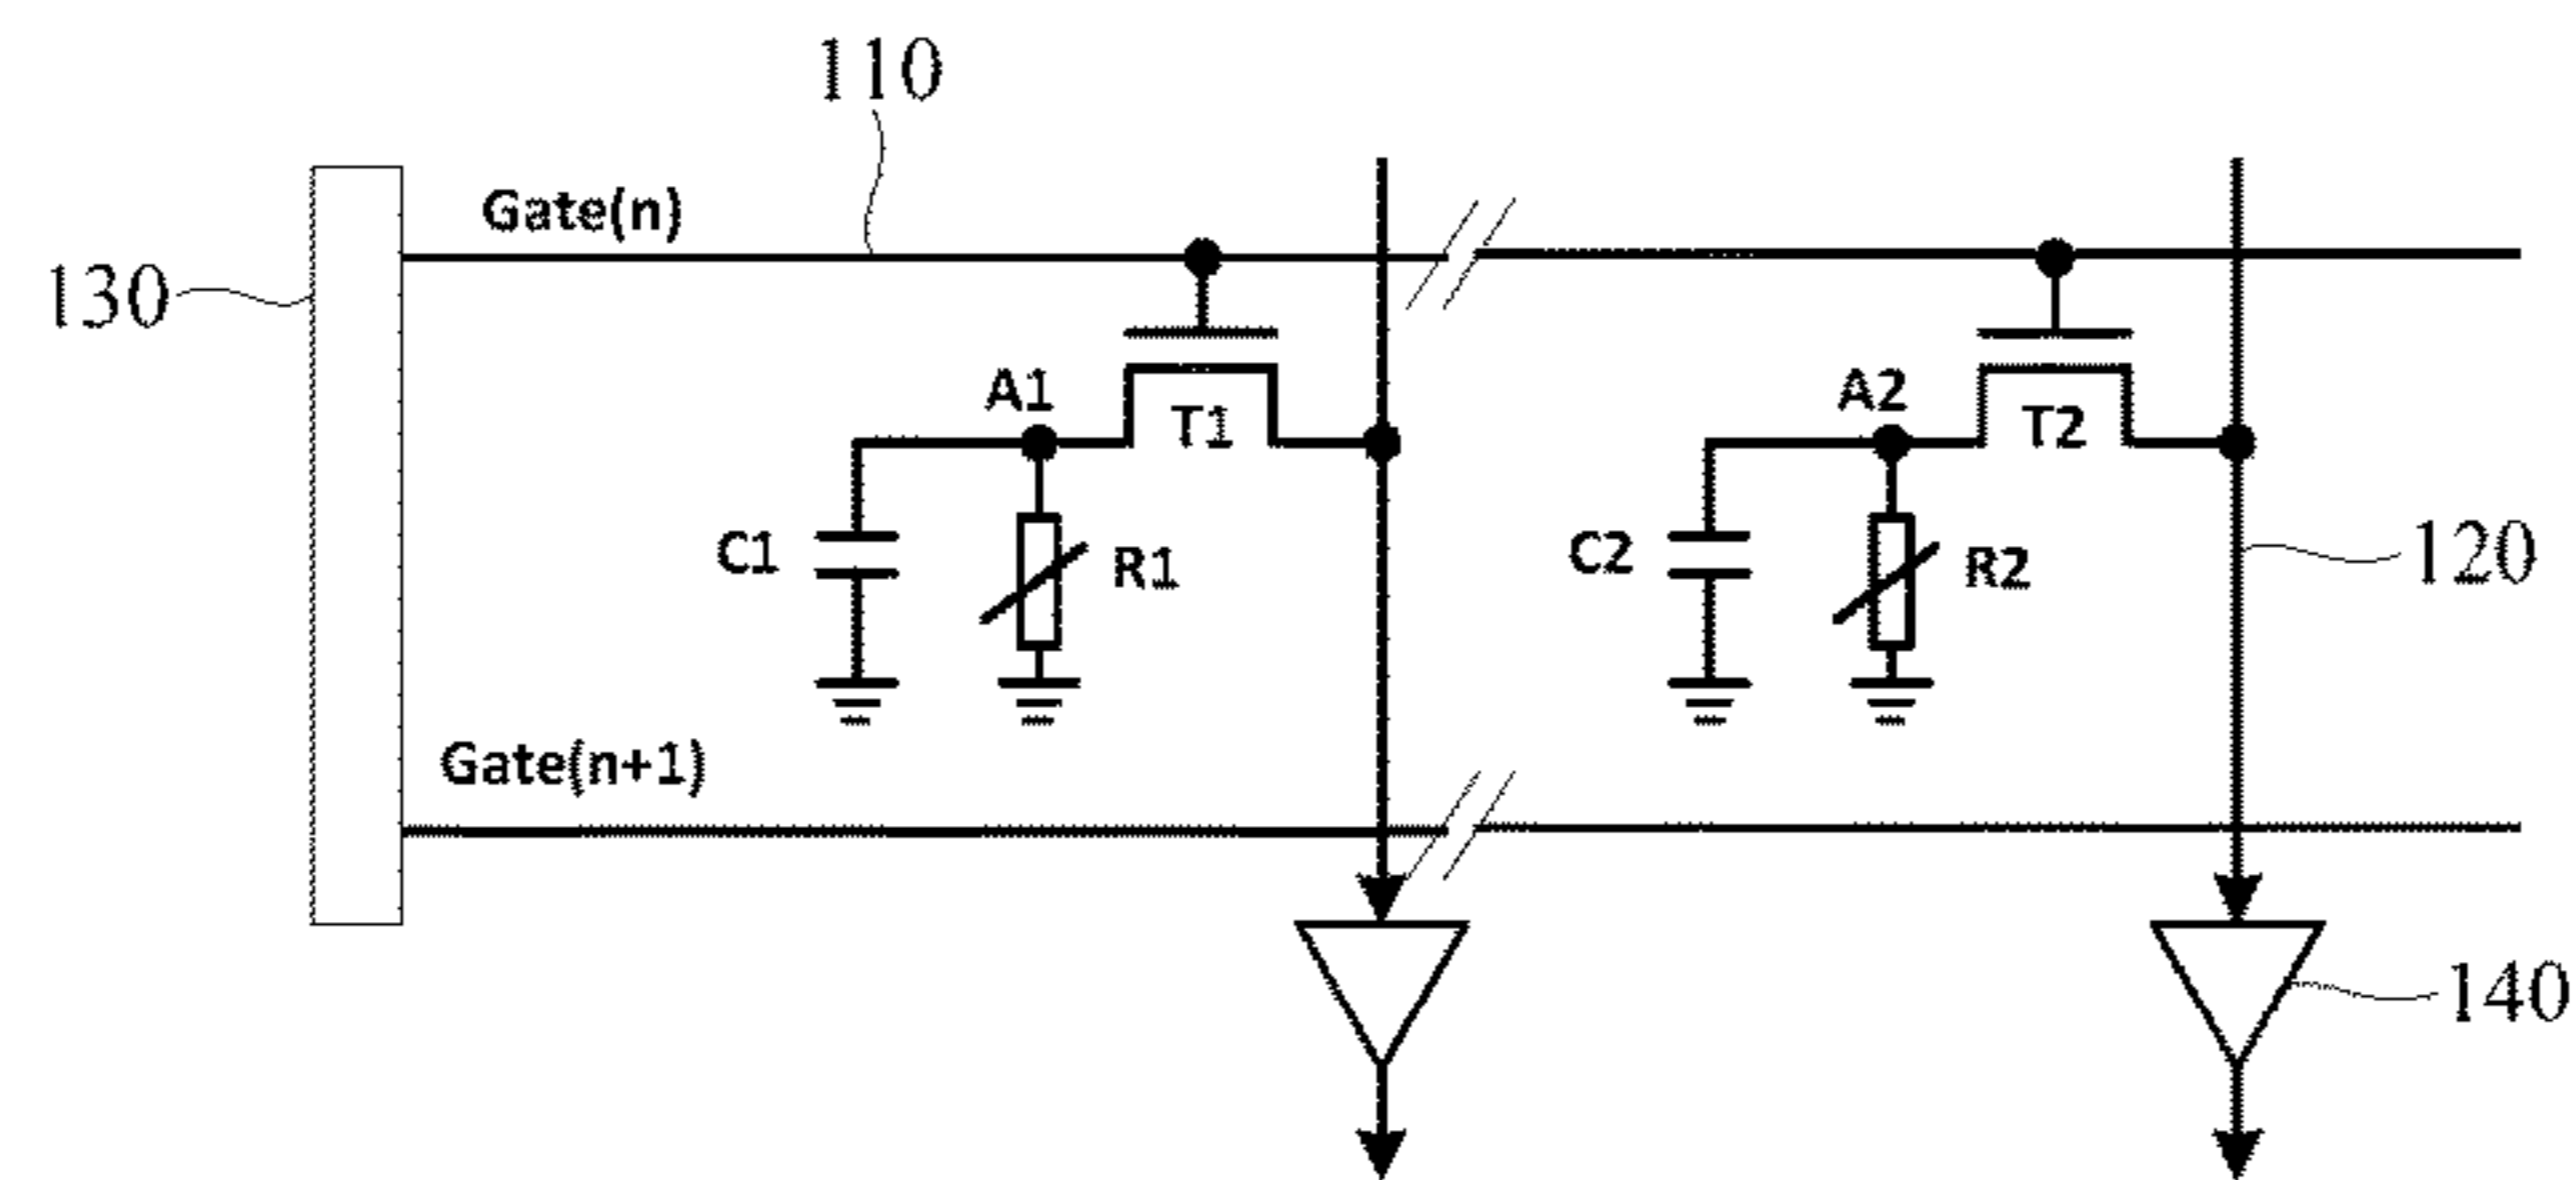 110
Gate(n)
130
A1
T1
A2
T2
C1
R1
C2
R2
120
Gate(n+1)
140